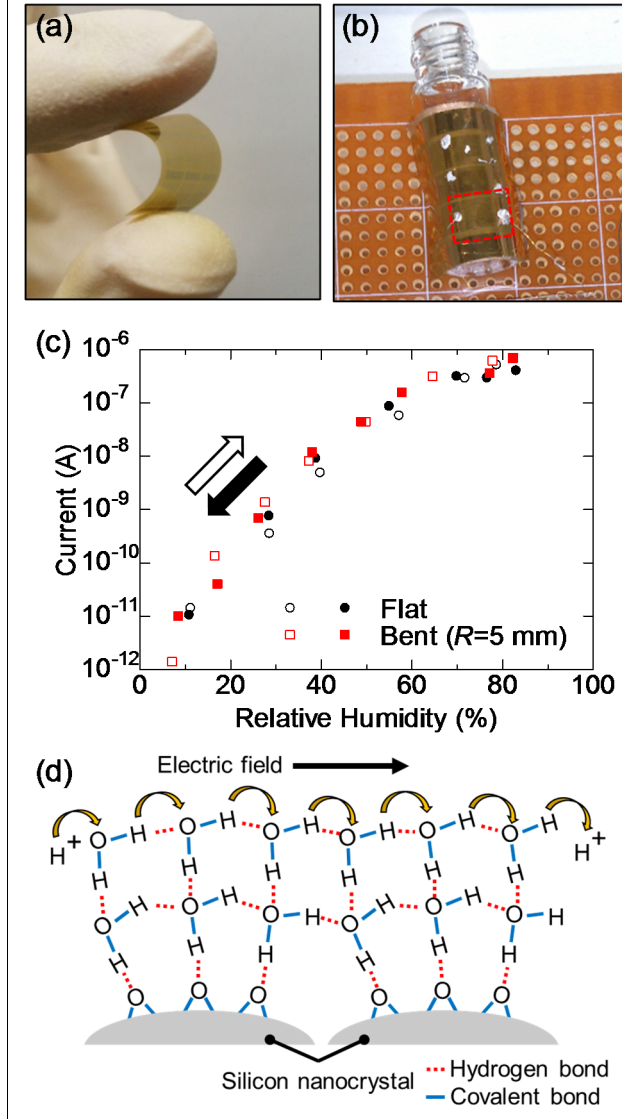 (a)
(b)
(c)
10⁻⁶
10⁻⁷
10⁻⁸
10⁻⁹
10⁻¹⁰
10⁻¹¹
10⁻¹²
Current (A)
Flat
Bent (R=5 mm)
0 20 40 60 80 100
Relative Humidity (%)
(d)
Electric field
H⁺ O H O H O H O H O H O H H⁺
H H H H H H
O H O H O H O H O H O H
H H H H H H
O O O O O O
Silicon nanocrystal
Hydrogen bond
Covalent bond